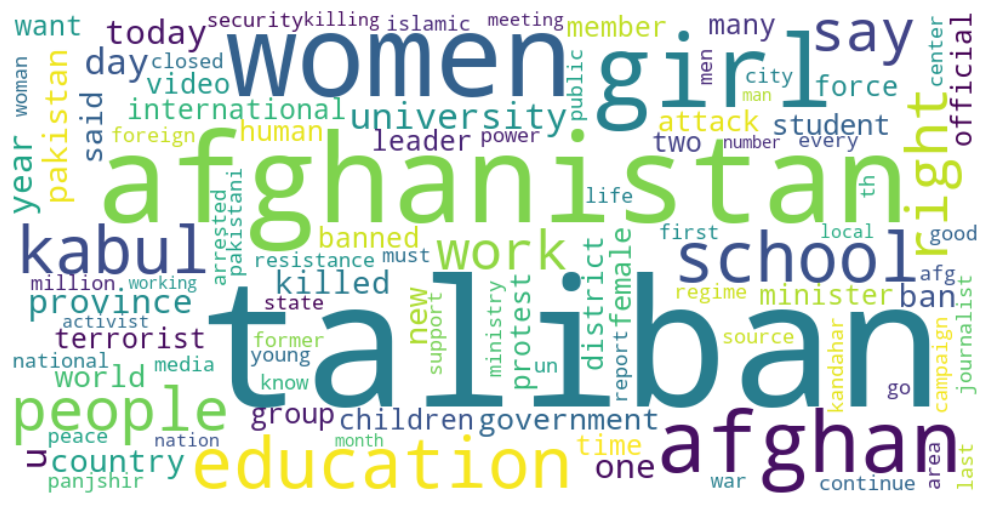 want
today
security
killing
islamic
meeting
member
many
say
women
girl
day
closed
video
woman
men
city
force
center
official
public
man
international
university
said
pakistan
year
foreign
human
leader
power
attack
student
two
number
every
right
afghanistan
life
th
arrested
pakistani
banned
work
first
local
good
kabul
resistance
must
school
afg
million
working
killed
district
female
province
state
regime
minister
ban
activist
taliban
terrorist
former
new
support
ministry
protest
report
source
national
media
young
un
kandahar
campaign
journalist
world
know
go
people
group
children
government
afghan
peace
nation
month
time
u
country
education
one
panjshir
war
continue
area
last